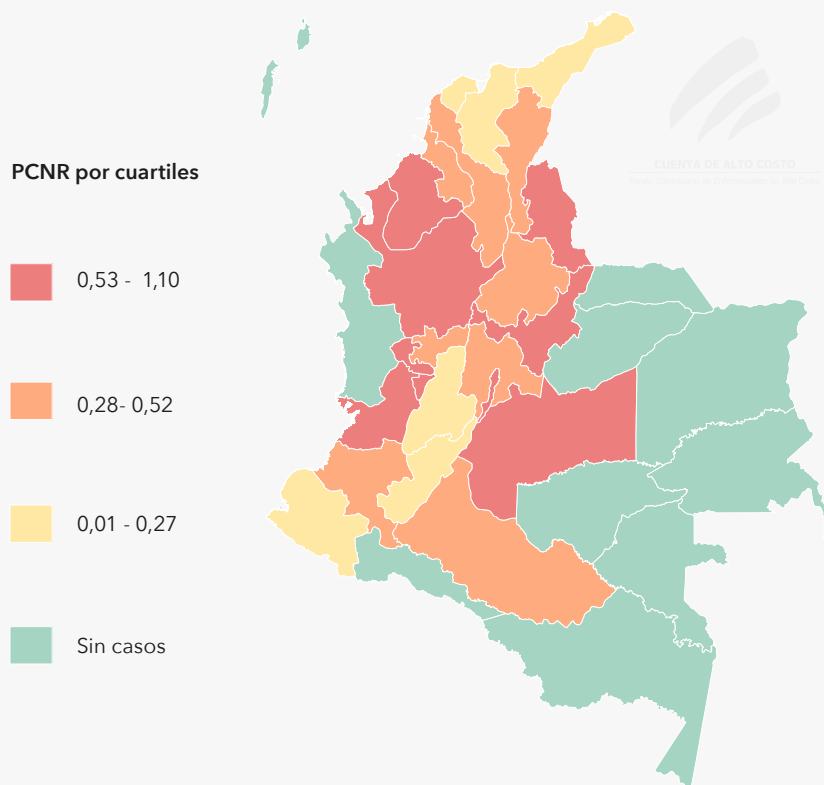 CUENTA DE ALTO COSTO
PCNR por cuartiles
0,53 - 1,10
0,28- 0,52
0,01 - 0,27
Sin casos